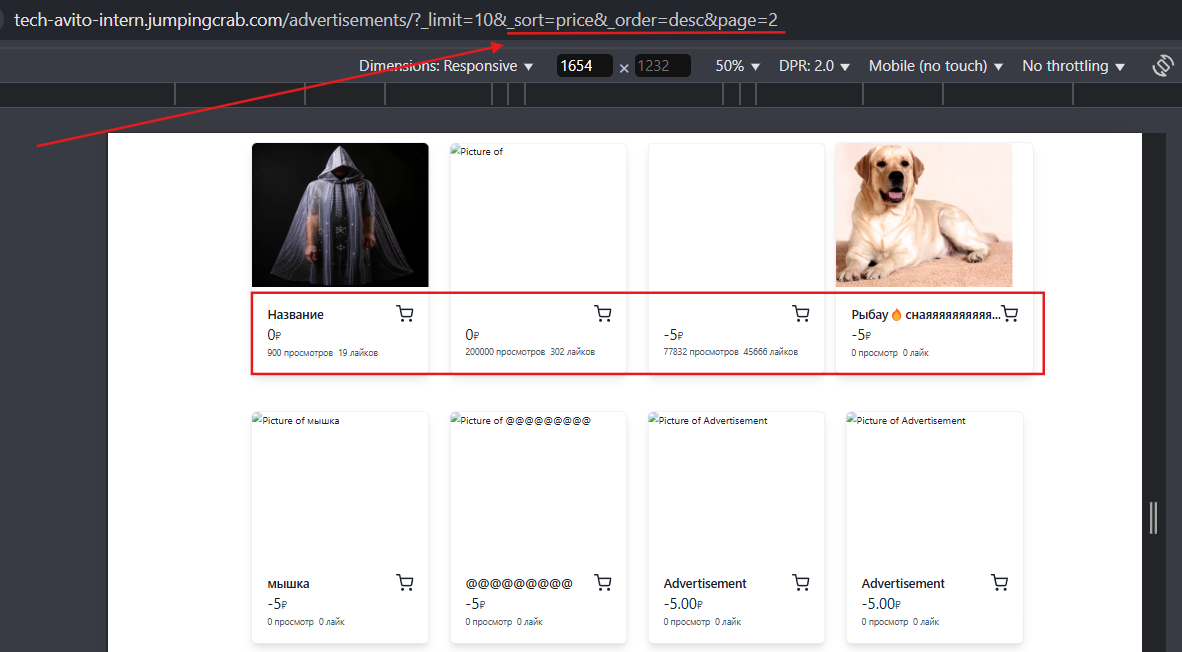 tech-avito-intern.jumpingcrab.com/advertisements/?_limit=10&_sort=price&_order=desc&page=2
Dimensions: Responsive 1654 × 1232 50% DPR: 2.0 Mobile (no touch) No throttling
Picture of
Название
0₽
900 просмотров 19 лайков
0₽
200000 просмотров 302 лайков
-5₽
77832 просмотров 45666 лайков
Рыбау🔥снаяяяяяяяяяя...
-5₽
0 просмотр 0 лайк
Picture of мышка
Picture of @@@@@@@@@
Picture of Advertisement
Picture of Advertisement
мышка
-5₽
0 просмотр 0 лайк
@@@@@@@@@
-5₽
0 просмотр 0 лайк
Advertisement
-5.00₽
0 просмотр 0 лайк
Advertisement
-5.00₽
0 просмотр 0 лайк